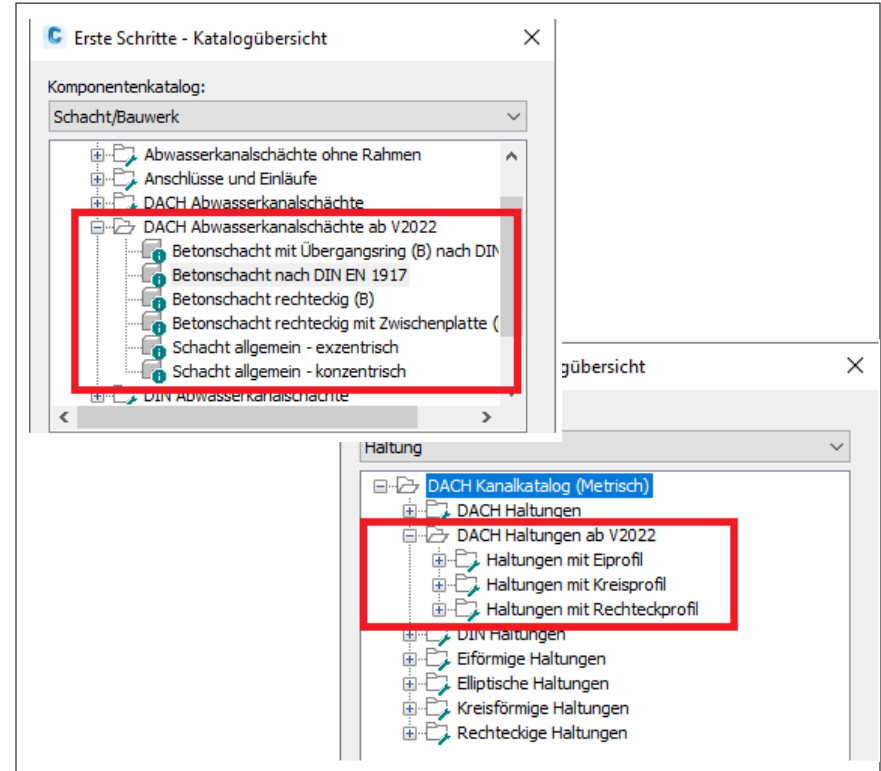 Erste Schritte - Katalogübersicht
Komponentenkatalog:
Schacht/Bauwerk
Abwasserkanalschächte ohne Rahmen
Anschlüsse und Einläufe
DACH Abwasserkanalschächte
DACH Abwasserkanalschächte ab V2022
Betonschacht mit Übergangsring (B) nach DIN
Betonschacht nach DIN EN 1917
Betonschacht rechteckig (B)
Betonschacht rechteckig mit Zwischenplatte (
Schacht allgemein - exzentrisch
Schacht allgemein - konzentrisch
DIN Abwasserkanalschächte
gübersicht
Haltung
DACH Kanalkatalog (Metrisch)
DACH Haltungen
DACH Haltungen ab V2022
Haltungen mit Eiprofil
Haltungen mit Kreisprofil
Haltungen mit Rechteckprofil
DIN Haltungen
Eiförmige Haltungen
Elliptische Haltungen
Kreisförmige Haltungen
Rechteckige Haltungen